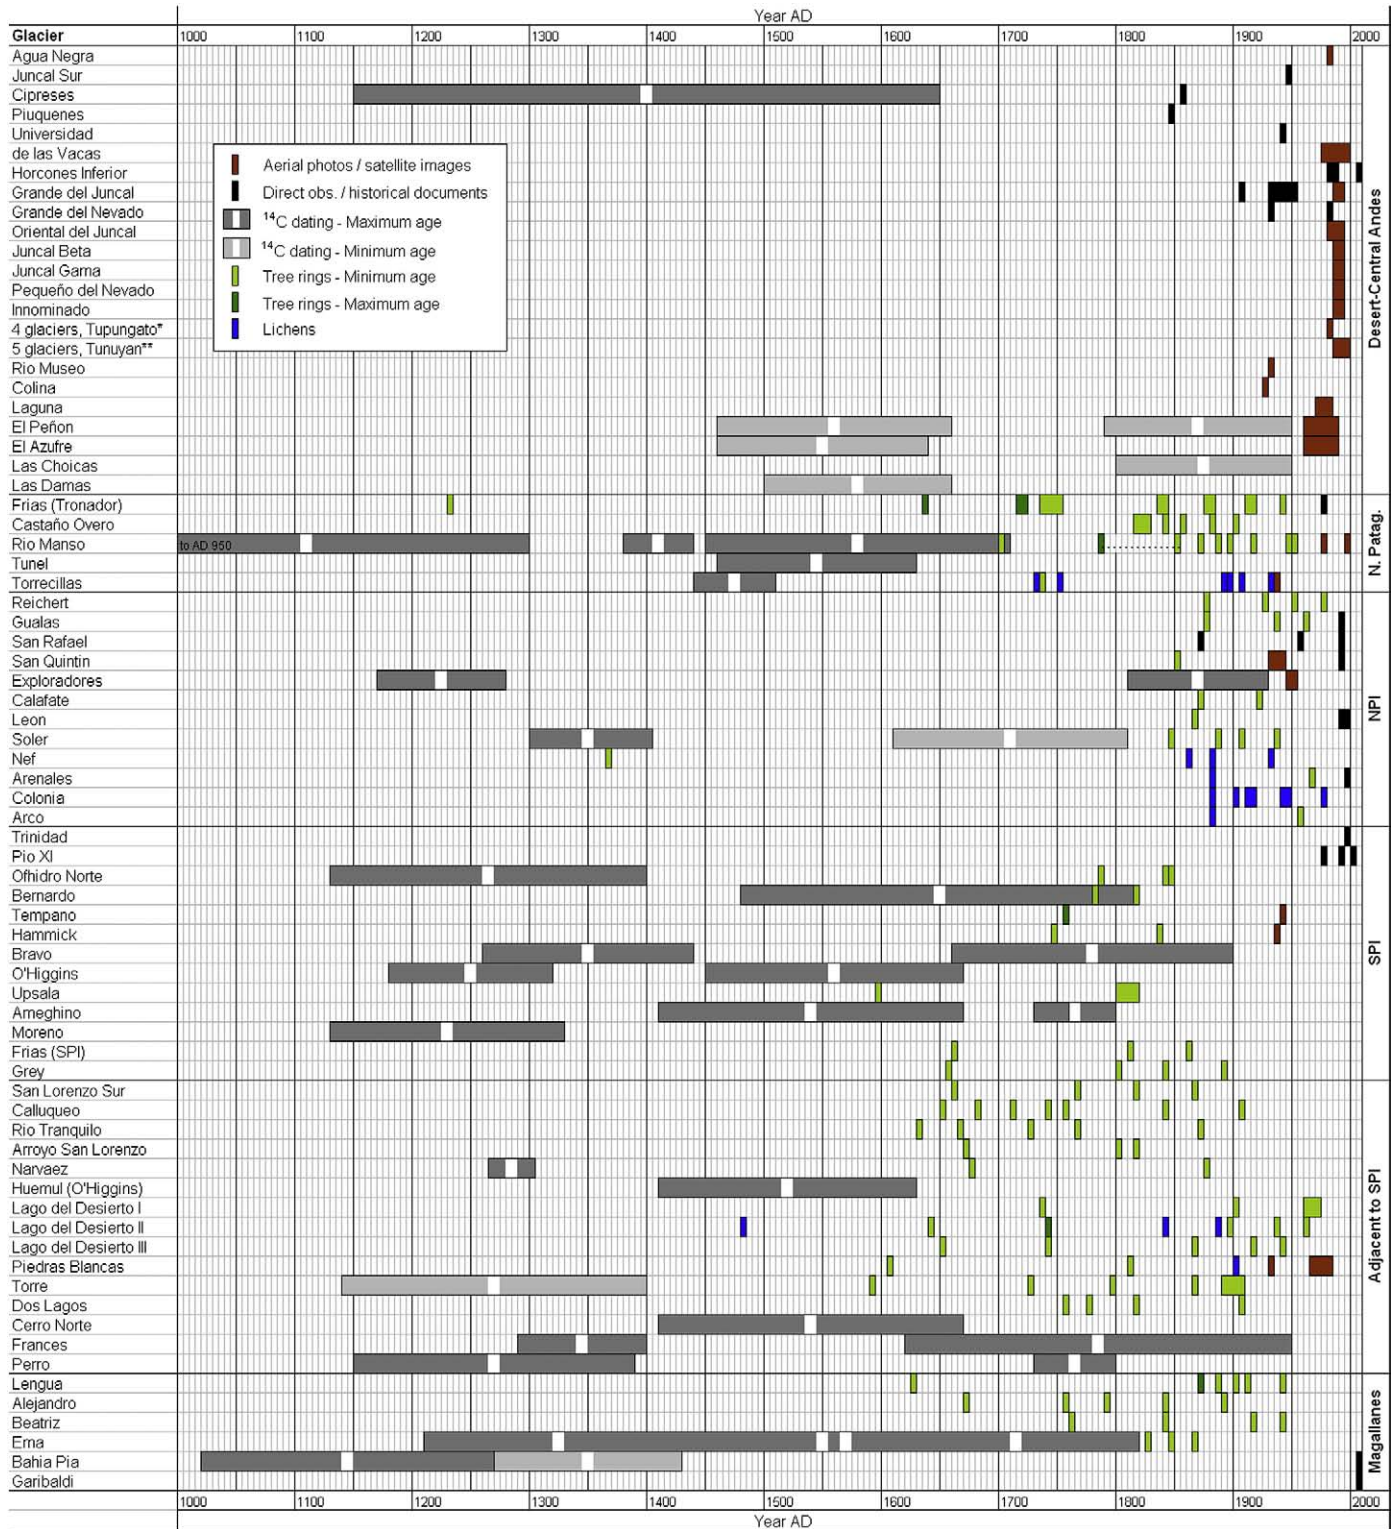 Year AD
Glacier 1000 1100 1200 1300 1400 1500 1600 1700 1800 1900 2000
Agua Negra
Juncal Sur
Cipreses
Piuquenes
Universidad
de las Vacas
Horcones Inferior
Grande del Juncal
Grande del Nevado
Oriental del Juncal
Juncal Beta
Juncal Gama
Pequeño del Nevado
Innominado
4 glaciers, Tupungato*
5 glaciers, Tunuyan**
Rio Museo
Colina
Laguna
El Peñon
El Azufre
Las Choicas
Las Damas
Aerial photos / satellite images
Direct obs. / historical documents
14C dating - Maximum age
14C dating - Minimum age
Tree rings - Minimum age
Tree rings - Maximum age
Lichens
Desert-Central Andes
Frias (Tronador)
Castaño Overo
Rio Manso to AD 950
Tunel
Torrecillas
N. Patag.
Reichert
Gualas
San Rafael
San Quintin
Exploradores
Calafate
Leon
Soler
Nef
Arenales
Colonia
Arco
NPI
Trinidad
Pio XI
Ofhidro Norte
Bernardo
Tempano
Hammick
Bravo
O'Higgins
Upsala
Ameghino
Moreno
Frias (SPI)
Grey
SPI
San Lorenzo Sur
Calluqueo
Rio Tranquilo
Arroyo San Lorenzo
Narvaez
Huemul (O'Higgins)
Lago del Desierto I
Lago del Desierto II
Lago del Desierto III
Piedras Blancas
Torre
Dos Lagos
Cerro Norte
Frances
Perro
Adjacent to SPI
Lengua
Alejandro
Beatriz
Ema
Bahia Pia
Garibaldi
Magallanes
1000 1100 1200 1300 1400 1500 1600 1700 1800 1900 2000
Year AD